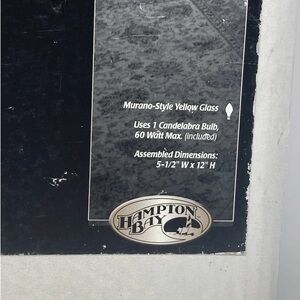 Murano-Style Yellow Glass
Uses 1 Candelabra Bulb,
60 Watt Max. (included)
Assembled Dimensions:
5-1/2" W x 12" H
HAMPTON
BAY